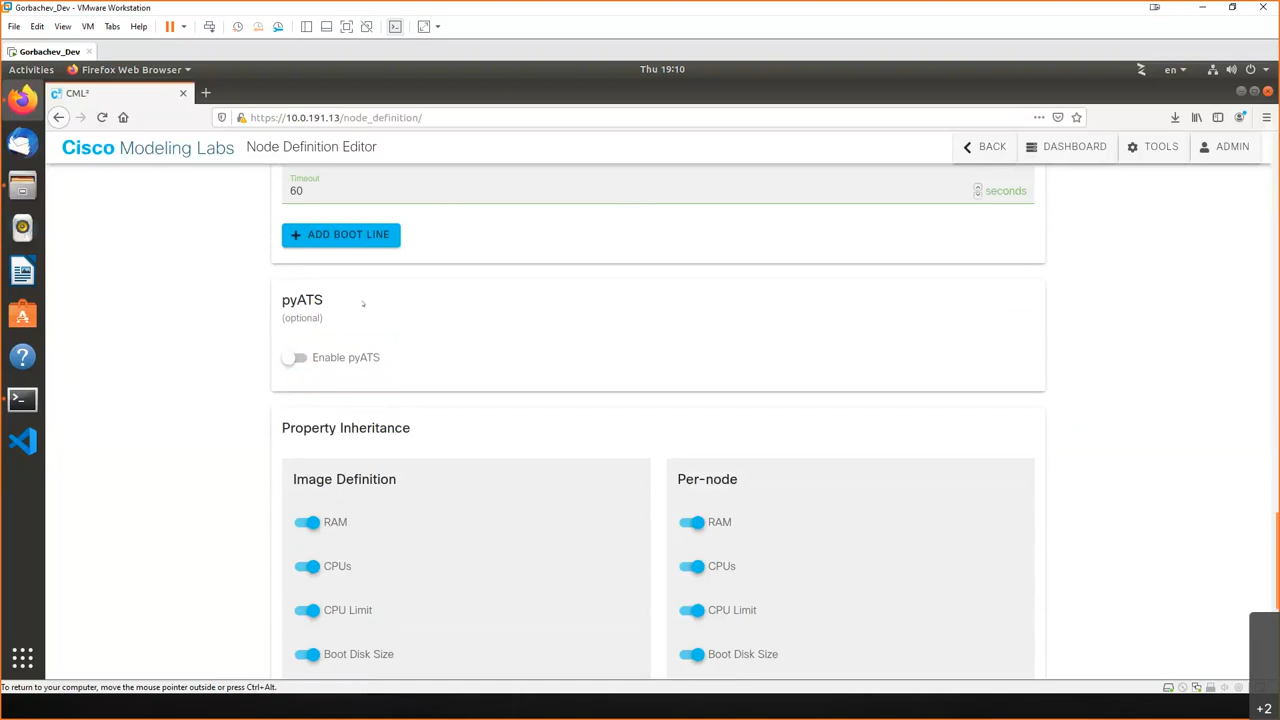 Gorbachev_Dev - VMware Workstation
File Edit View VM Tabs Help
Gorbachev_Dev
Activities Firefox Web Browser Thu 19:10 en
CML²
https://10.0.191.13/node_definition/
Cisco Modeling Labs Node Definition Editor BACK DASHBOARD TOOLS ADMIN
Timeout
60 seconds
+ ADD BOOT LINE
pyATS
(optional)
Enable pyATS
Property Inheritance
Image Definition Per-node
RAM RAM
CPUs CPUs
CPU Limit CPU Limit
Boot Disk Size Boot Disk Size
To return to your computer, move the mouse pointer outside or press Ctrl+Alt.
+2